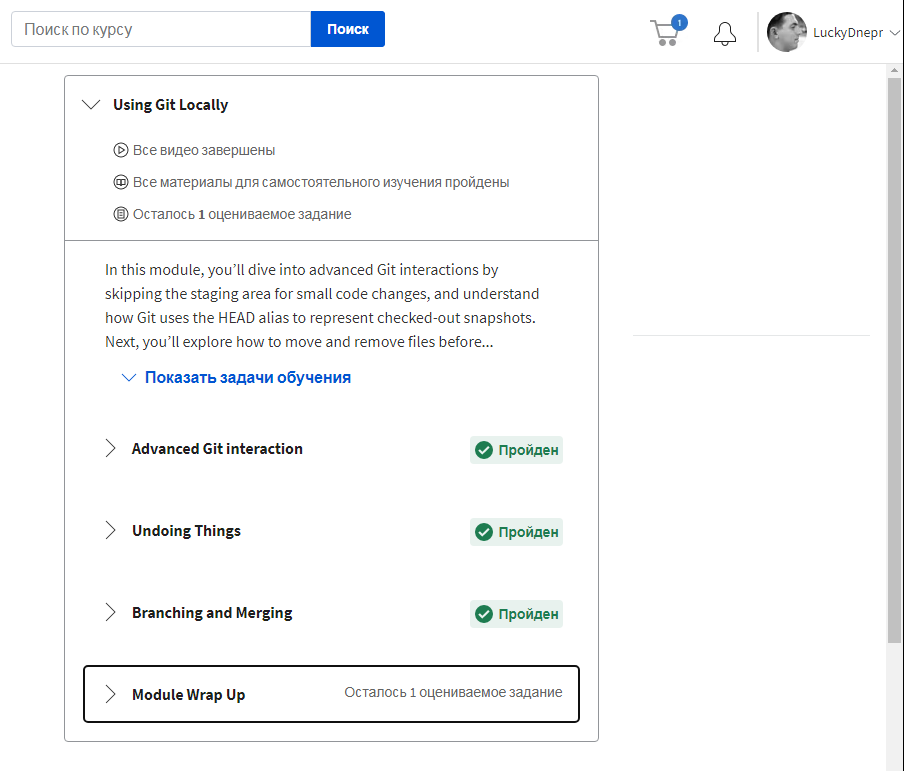 Поиск по курсу
Поиск
1
LuckyDnepr
Using Git Locally
Все видео завершены
Все материалы для самостоятельного изучения пройдены
Осталось 1 оцениваемое задание
In this module, you’ll dive into advanced Git interactions by
skipping the staging area for small code changes, and understand
how Git uses the HEAD alias to represent checked-out snapshots.
Next, you’ll explore how to move and remove files before...
Показать задачи обучения
Advanced Git interaction
Пройден
Undoing Things
Пройден
Branching and Merging
Пройден
Module Wrap Up
Осталось 1 оцениваемое задание